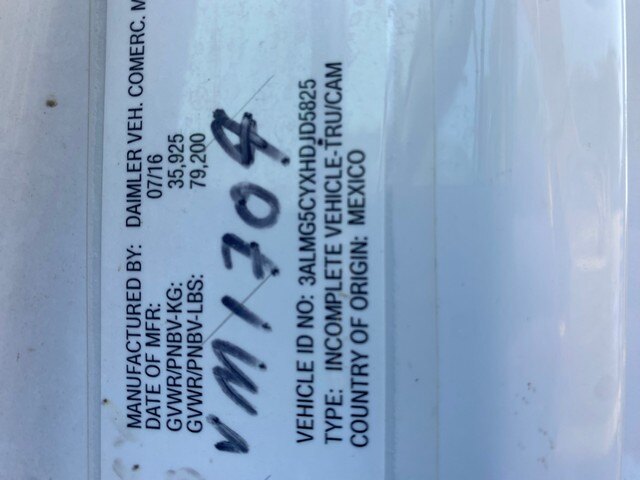 MANUFACTURED BY: DAIMLER VEH. COMERC. M
DATE OF MFR: 07/16
GVWR/PNBV-KG: 35,925
GVWR/PNBV-LBS: 79,200
VM1709
VEHICLE ID NO: 3ALMG5CYXHDJD5825
TYPE: INCOMPLETE VEHICLE-TRU/CAM
COUNTRY OF ORIGIN: MEXICO